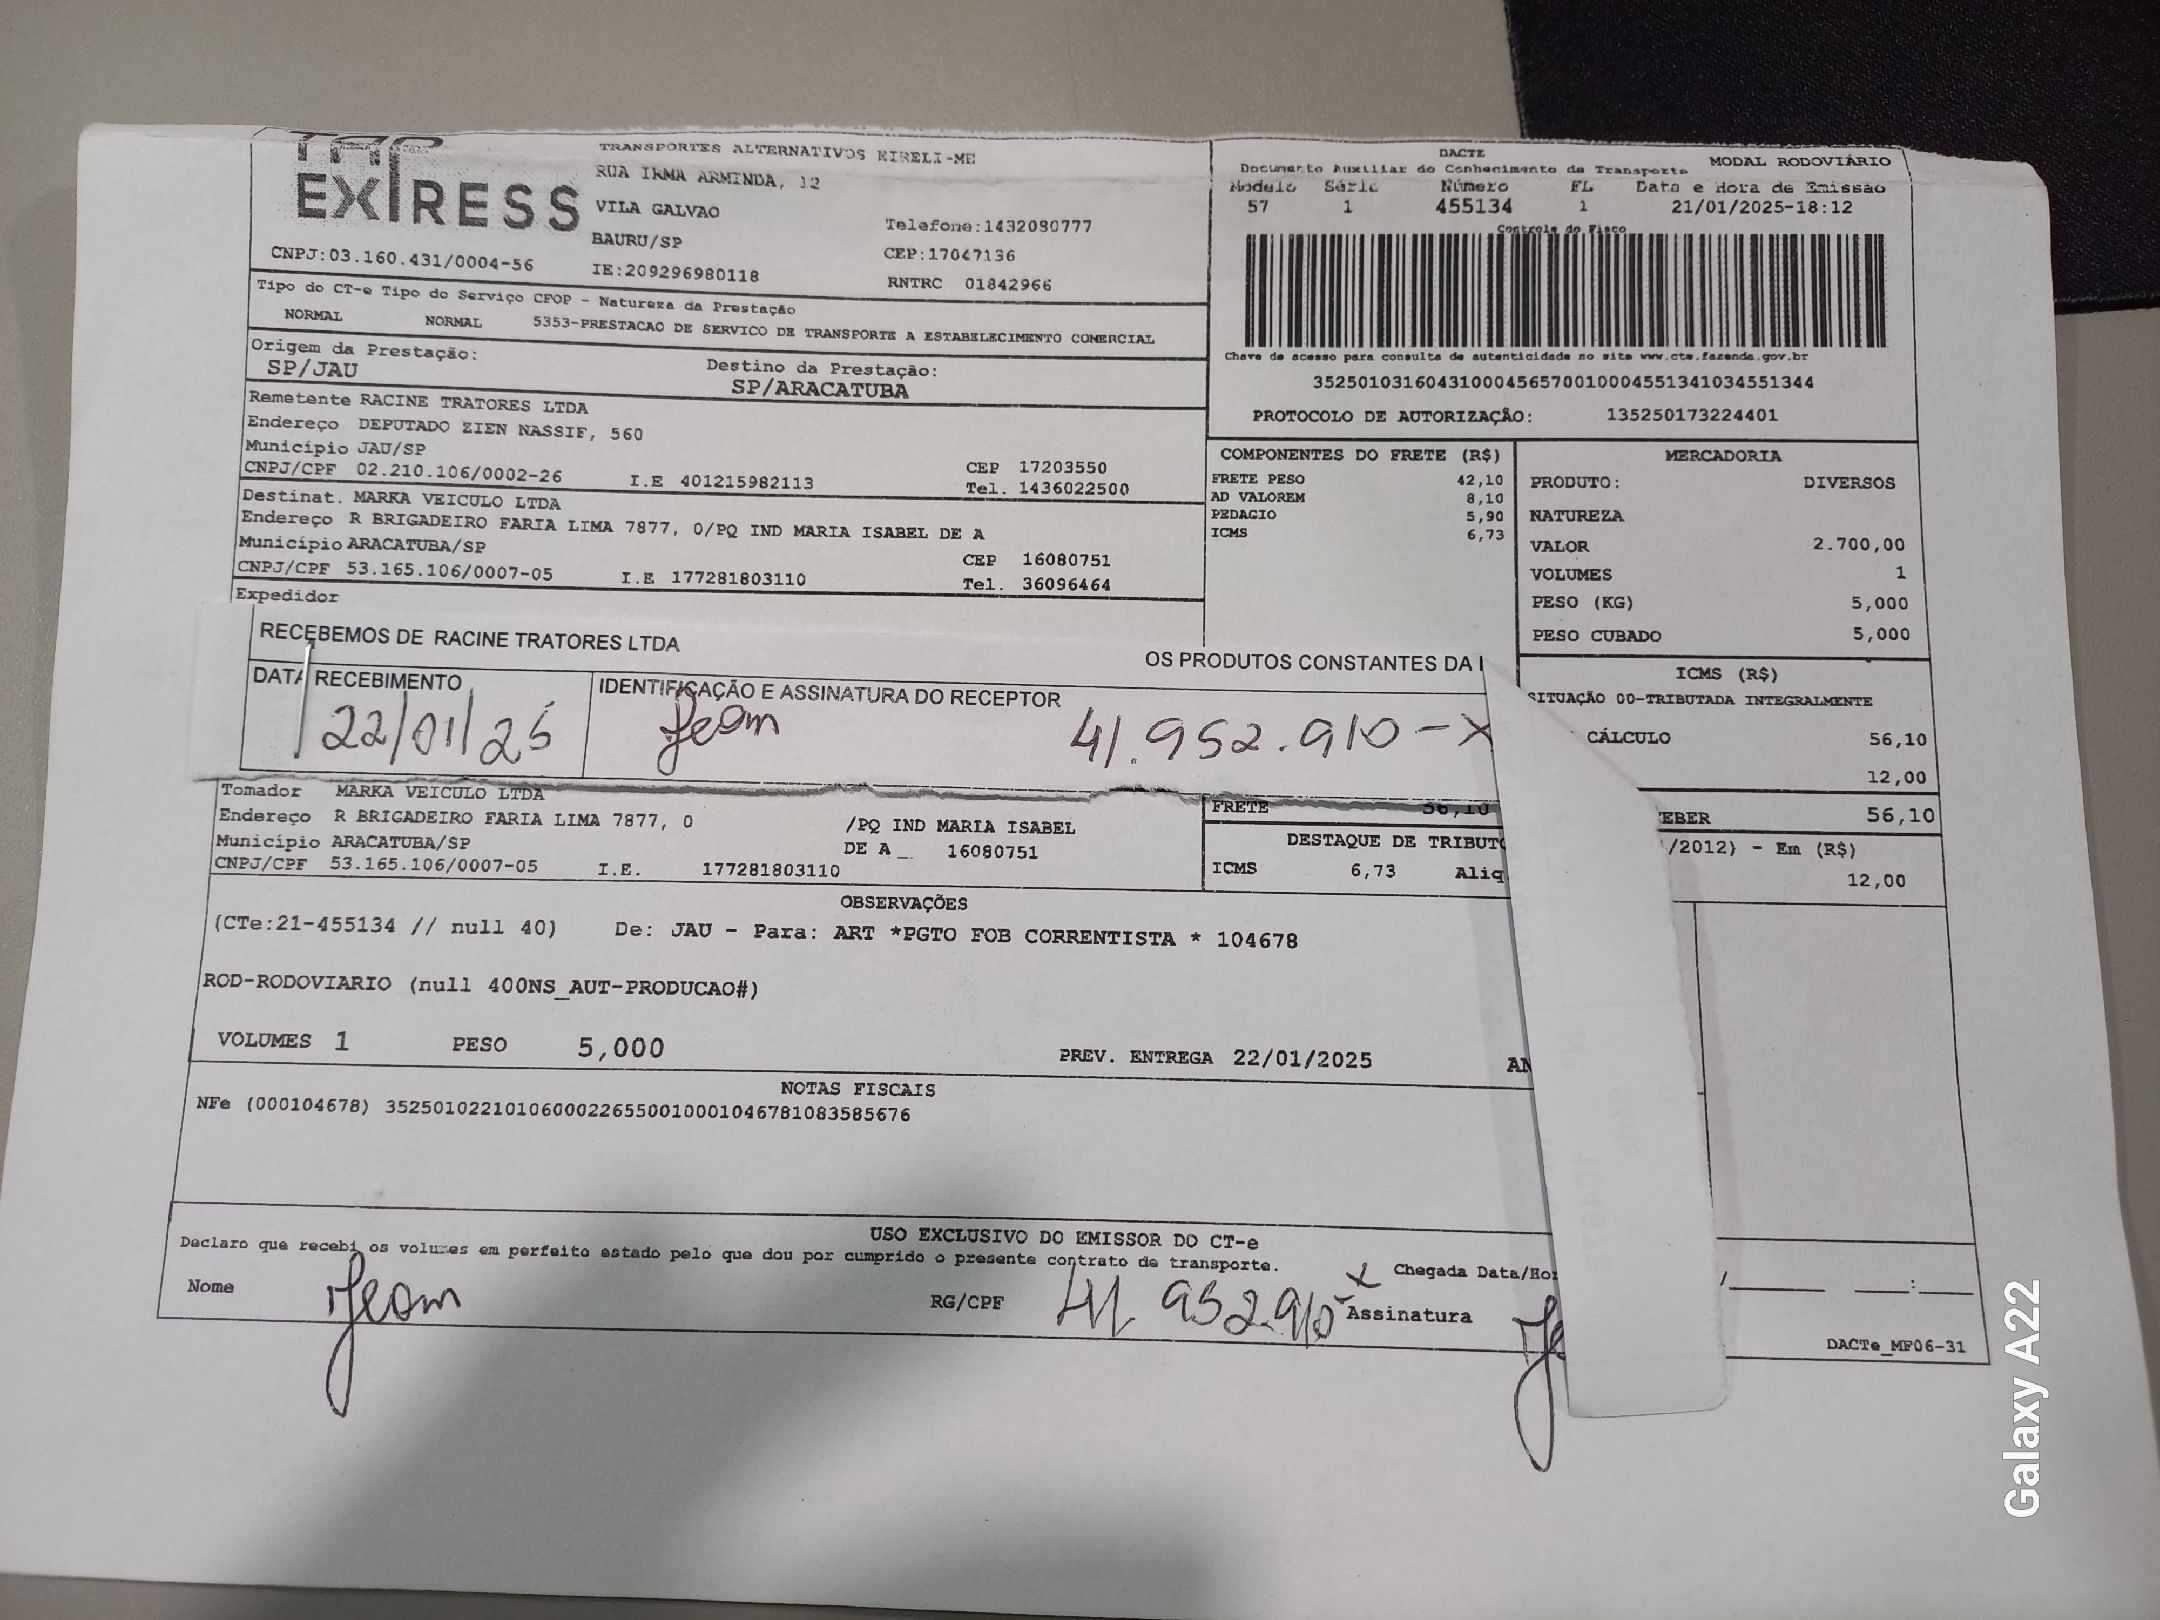 EXPRESS
TRANSPORTES ALTERNATIVOS EIRELI-ME
RUA IRMA ARMINDA, 12
VILA GALVAO
Telefone:1432080777
BAURU/SP
CEP:17047136
CNPJ:03.160.431/0004-56
IE:209296980118
RNTRC 01842966
Tipo do CT-e Tipo do Serviço CFOP - Natureza da Prestação
NORMAL NORMAL 5353-PRESTACAO DE SERVICO DE TRANSPORTE A ESTABELECIMENTO COMERCIAL
Origem da Prestação:
SP/JAU
Destino da Prestação:
SP/ARACATUBA
Remetente RACINE TRATORES LTDA
Endereço DEPUTADO ZIEN NASSIF, 560
Município JAU/SP
CEP 17203550
CNPJ/CPF 02.210.106/0002-26 I.E 401215982113 Tel. 1436022500
Destinat. MARKA VEICULO LTDA
Endereço R BRIGADEIRO FARIA LIMA 7877, 0/PQ IND MARIA ISABEL DE A
Município ARACATUBA/SP
CEP 16080751
CNPJ/CPF 53.165.106/0007-05 I.E 177281803110 Tel. 36096464
Expedidor
DACTE
MODAL RODOVIÁRIO
Documento Auxiliar do Conhecimento de Transporte
Modelo Série Número FL Data e Hora de Emissão
57 1 455134 1 21/01/2025-18:12
Controle do Fisco
Chave de acesso para consulta de autenticidade no site www.cte.fazenda.gov.br
35250103160431000456570010004551341034551344
PROTOCOLO DE AUTORIZAÇÃO: 135250173224401
COMPONENTES DO FRETE (R$)
FRETE PESO 42,10
AD VALOREM 8,10
PEDAGIO 5,90
ICMS 6,73
MERCADORIA
PRODUTO: DIVERSOS
NATUREZA
VALOR 2.700,00
VOLUMES 1
PESO (KG) 5,000
PESO CUBADO 5,000
ICMS (R$)
SITUAÇÃO 00-TRIBUTADA INTEGRALMENTE
CÁLCULO 56,10
12,00
EBER 56,10
RECEBEMOS DE RACINE TRATORES LTDA
OS PRODUTOS CONSTANTES DA
DATA RECEBIMENTO
22/01/25
IDENTIFICAÇÃO E ASSINATURA DO RECEPTOR
Jeam 41.952.910-X
Tomador MARKA VEICULO LTDA
Endereço R BRIGADEIRO FARIA LIMA 7877, 0 /PQ IND MARIA ISABEL
Município ARACATUBA/SP DE A_ 16080751
CNPJ/CPF 53.165.106/0007-05 I.E. 177281803110
FRETE 56,10
DESTAQUE DE TRIBUTO
/2012) - Em (R$)
ICMS 6,73 Aliq
12,00
OBSERVAÇÕES
(CTe:21-455134 // null 40) De: JAU - Para: ART *PGTO FOB CORRENTISTA * 104678
ROD-RODOVIARIO (null 400NS_AUT-PRODUCAO#)
VOLUMES 1 PESO 5,000 PREV. ENTREGA 22/01/2025 AN
NOTAS FISCAIS
NFe (000104678) 35250102210106000226550010001046781083585676
USO EXCLUSIVO DO EMISSOR DO CT-e
Declaro que recebi os volumes em perfeito estado pelo que dou por cumprido o presente contrato de transporte.
Chegada Data/Hor
Nome Jeam RG/CPF 41.952.910-X Assinatura Je
DACTe_MF06-31
Galaxy A22